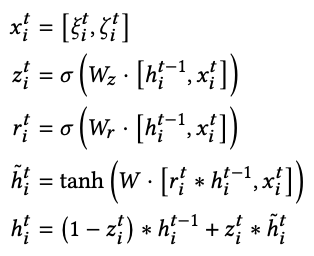 x_i^t = [ξ_i^t, ζ_i^t]
z_i^t = σ(W_z · [h_i^{t−1}, x_i^t])
r_i^t = σ(W_r · [h_i^{t−1}, x_i^t])
h̃_i^t = tanh(W · [r_i^t * h_i^{t−1}, x_i^t])
h_i^t = (1 − z_i^t) * h_i^{t−1} + z_i^t * h̃_i^t